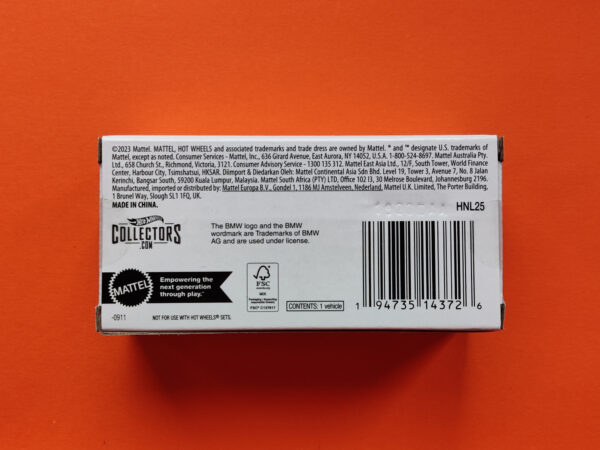 ©2023 Mattel. MATTEL, HOT WHEELS and associated trademarks and trade dress are owned by Mattel. ® and ™ designate U.S. trademarks of
Mattel, except as noted. Consumer Services - Mattel, Inc., 636 Girard Avenue, East Aurora, NY 14052, U.S.A. 1-800-524-8697. Mattel Australia Pty.
Ltd., 658 Church St., Richmond, Victoria, 3121. Consumer Advisory Service - 1300 135 312. Mattel East Asia Ltd., 12/F, South Tower, World Finance
Center, Harbour City, Tsimshatsui, HKSAR. Diimport & Diedarkan Oleh: Mattel Continental Asia Sdn Bhd. Level 19, Tower 3, Avenue 7, No. 8 Jalan
Kerinchi, Bangsar South, 59200 Kuala Lumpur, Malaysia. Mattel South Africa (PTY) LTD, Office 102 I3, 30 Melrose Boulevard, Johannesburg 2196.
Manufactured, imported or distributed by: Mattel Europa B.V., Gondel 1, 1186 MJ Amstelveen, Nederland. Mattel U.K. Limited, The Porter Building,
1 Brunel Way, Slough SL1 1FQ, UK.
MADE IN CHINA.
HNL25
Hot Wheels
COLLECTORS
.COM
The BMW logo and the BMW
wordmark are Trademarks of BMW
AG and are used under license.
MATTEL
Empowering the
next generation
through play.™
FSC
MIX
CONTENTS: 1 vehicle
1 94735 14372 6
-0911
NOT FOR USE WITH HOT WHEELS® SETS.